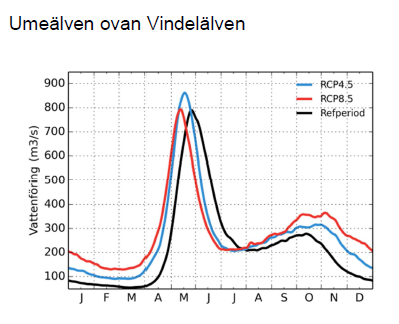 Umeälven ovan Vindelälven
Vattenföring (m3/s)
900
800
700
600
500
400
300
200
100
RCP4.5
RCP8.5
Refperiod
J F M A M J J A S O N D